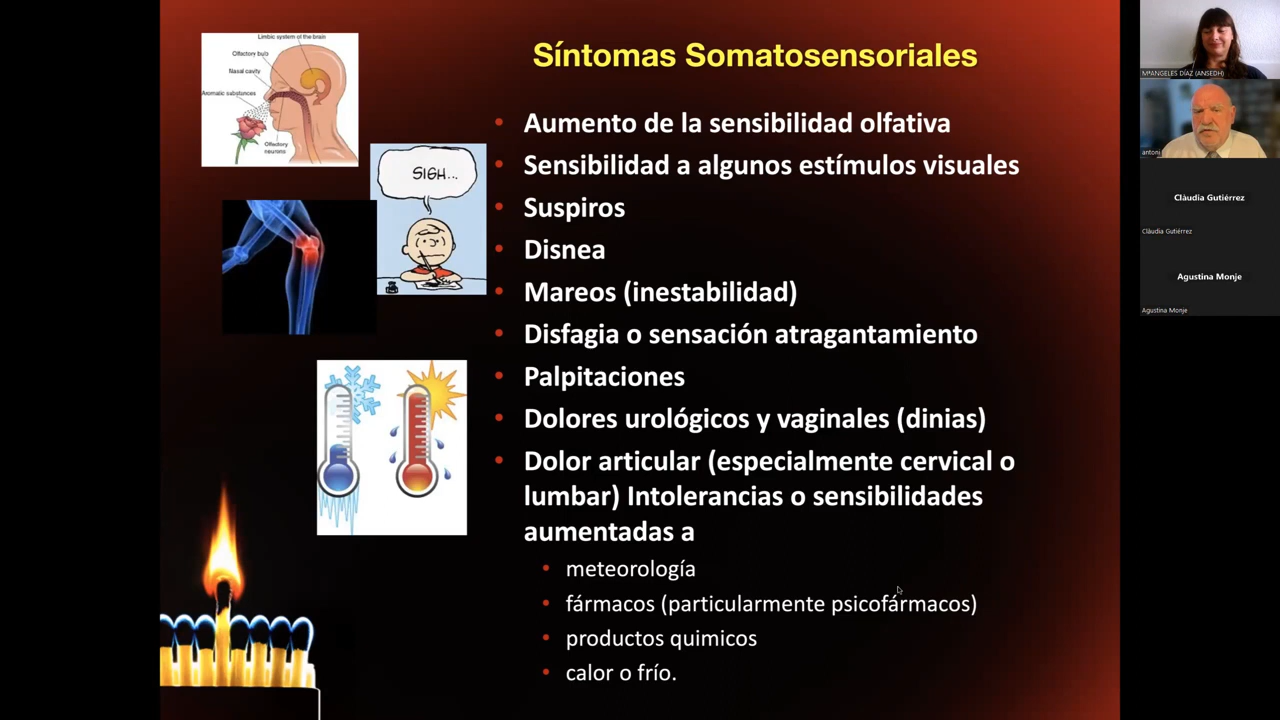 Síntomas Somatosensoriales
Limbic system of the brain
Olfactory bulb
Nasal cavity
Aromatic substances
Olfactory
neurons
SIGH...
• Aumento de la sensibilidad olfativa
• Sensibilidad a algunos estímulos visuales
• Suspiros
• Disnea
• Mareos (inestabilidad)
• Disfagia o sensación atragantamiento
• Palpitaciones
• Dolores urológicos y vaginales (dinias)
• Dolor articular (especialmente cervical o
lumbar) Intolerancias o sensibilidades
aumentadas a
• meteorología
• fármacos (particularmente psicofármacos)
• productos quimicos
• calor o frío.
MªANGELES DÍAZ (ANSEDH)
antoni
Clàudia Gutiérrez
Clàudia Gutiérrez
Agustina Monje
Agustina Monje